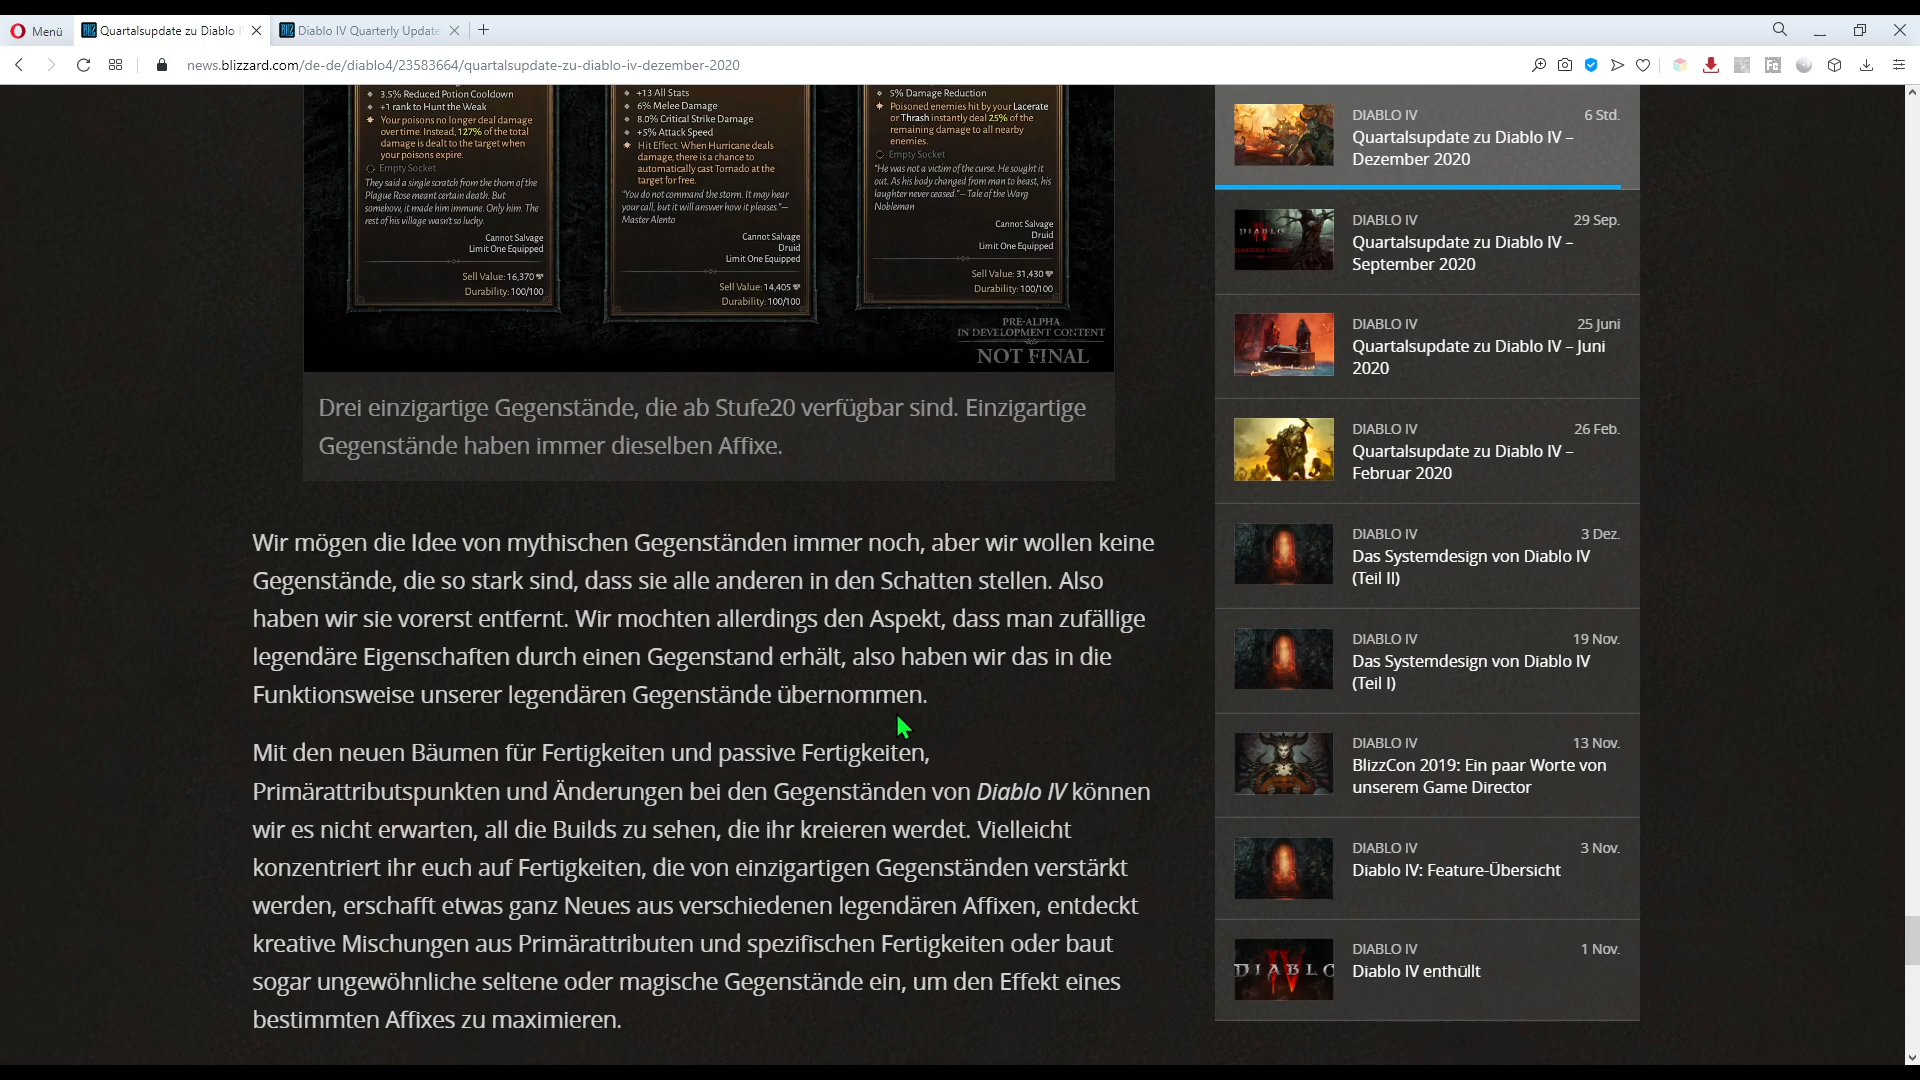 Menü
Quartalsupdate zu Diablo I
Diablo IV Quarterly Update
news.blizzard.com/de-de/diablo4/23583664/quartalsupdate-zu-diablo-iv-dezember-2020
3.5% Reduced Potion Cooldown
+1 rank to Hunt the Weak
Your poisons no longer deal damage
over time. Instead, 127% of the total
damage is dealt to the target when
your poisons expire.
Empty Socket
They said a single scratch from the thorn of the
Plague Rose meant certain death. But
somehow, it made him immune. Only him. The
rest of his village wasn't so lucky.
Cannot Salvage
Limit One Equipped
Sell Value: 16,370
Durability: 100/100
+13 All Stats
6% Melee Damage
8.0% Critical Strike Damage
+5% Attack Speed
Hit Effect: When Hurricane deals
damage, there is a chance to
automatically cast Tornado at the
target for free.
"You do not command the storm. It may hear
your call, but it will answer how it pleases."—
Master Alento
Cannot Salvage
Druid
Limit One Equipped
Sell Value: 14,405
Durability: 100/100
5% Damage Reduction
Poisoned enemies hit by your Lacerate
or Thrash instantly deal 25% of the
remaining damage to all nearby
enemies.
Empty Socket
"He was not a victim of the curse. He sought it
out. As his body changed from man to beast, his
laughter never ceased."—Tale of the Warg
Nobleman
Cannot Salvage
Druid
Limit One Equipped
Sell Value: 31,430
Durability: 100/100
PRE-ALPHA
IN DEVELOPMENT CONTENT
NOT FINAL
Drei einzigartige Gegenstände, die ab Stufe20 verfügbar sind. Einzigartige
Gegenstände haben immer dieselben Affixe.
Wir mögen die Idee von mythischen Gegenständen immer noch, aber wir wollen keine
Gegenstände, die so stark sind, dass sie alle anderen in den Schatten stellen. Also
haben wir sie vorerst entfernt. Wir mochten allerdings den Aspekt, dass man zufällige
legendäre Eigenschaften durch einen Gegenstand erhält, also haben wir das in die
Funktionsweise unserer legendären Gegenstände übernommen.
Mit den neuen Bäumen für Fertigkeiten und passive Fertigkeiten,
Primärattributspunkten und Änderungen bei den Gegenständen von Diablo IV können
wir es nicht erwarten, all die Builds zu sehen, die ihr kreieren werdet. Vielleicht
konzentriert ihr euch auf Fertigkeiten, die von einzigartigen Gegenständen verstärkt
werden, erschafft etwas ganz Neues aus verschiedenen legendären Affixen, entdeckt
kreative Mischungen aus Primärattributen und spezifischen Fertigkeiten oder baut
sogar ungewöhnliche seltene oder magische Gegenstände ein, um den Effekt eines
bestimmten Affixes zu maximieren.
DIABLO IV 6 Std.
Quartalsupdate zu Diablo IV –
Dezember 2020
DIABLO IV 29 Sep.
Quartalsupdate zu Diablo IV –
September 2020
DIABLO IV 25 Juni
Quartalsupdate zu Diablo IV – Juni
2020
DIABLO IV 26 Feb.
Quartalsupdate zu Diablo IV –
Februar 2020
DIABLO IV 3 Dez.
Das Systemdesign von Diablo IV
(Teil II)
DIABLO IV 19 Nov.
Das Systemdesign von Diablo IV
(Teil I)
DIABLO IV 13 Nov.
BlizzCon 2019: Ein paar Worte von
unserem Game Director
DIABLO IV 3 Nov.
Diablo IV: Feature-Übersicht
DIABLO
DIABLO IV 1 Nov.
Diablo IV enthüllt